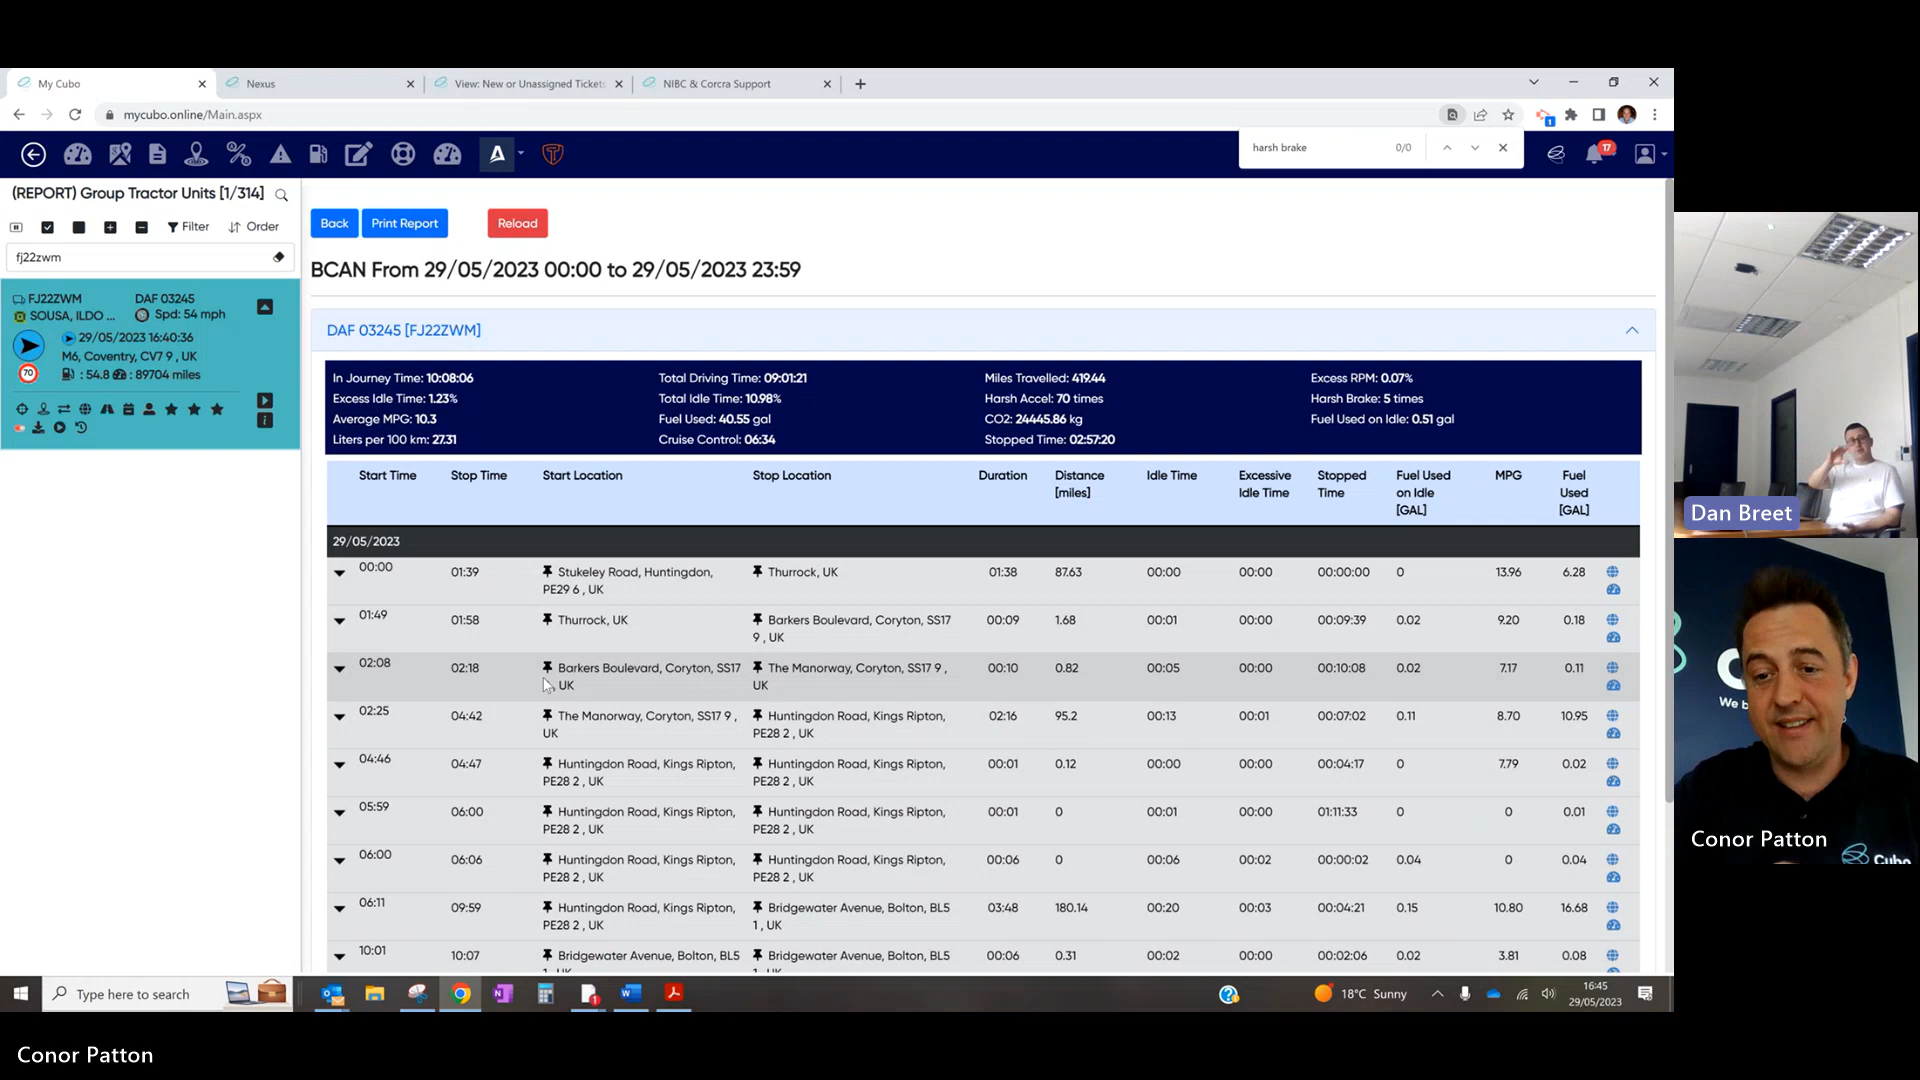 My Cubo
Nexus
View: New or Unassigned Tickets
NIBC & Corcra Support
mycubo.online/Main.aspx
1
harsh brake 0/0
17
(REPORT) Group Tractor Units [1/314]
Filter Order
fj22zwm
FJ22ZWM DAF 03245
SOUSA, ILDO ... Spd: 54 mph
29/05/2023 16:40:36
M6, Coventry, CV7 9 , UK
70 : 54.8 : 89704 miles
Back Print Report Reload
BCAN From 29/05/2023 00:00 to 29/05/2023 23:59
DAF 03245 [FJ22ZWM]
In Journey Time: 10:08:06 Total Driving Time: 09:01:21 Miles Travelled: 419.44 Excess RPM: 0.07%
Excess Idle Time: 1.23% Total Idle Time: 10.98% Harsh Accel: 70 times Harsh Brake: 5 times
Average MPG: 10.3 Fuel Used: 40.55 gal CO2: 24445.86 kg Fuel Used on Idle: 0.51 gal
Liters per 100 km: 27.31 Cruise Control: 06:34 Stopped Time: 02:57:20
Start Time Stop Time Start Location Stop Location Duration Distance Idle Time Excessive Stopped Fuel Used MPG Fuel
[miles] Idle Time Time on Idle Used
[GAL] [GAL]
29/05/2023
00:00 01:39 Stukeley Road, Huntingdon, Thurrock, UK 01:38 87.63 00:00 00:00 00:00:00 0 13.96 6.28
PE29 6 , UK
01:49 01:58 Thurrock, UK Barkers Boulevard, Coryton, SS17 00:09 1.68 00:01 00:00 00:09:39 0.02 9.20 0.18
9 , UK
02:08 02:18 Barkers Boulevard, Coryton, SS17 The Manorway, Coryton, SS17 9 , 00:10 0.82 00:05 00:00 00:10:08 0.02 7.17 0.11
UK UK
02:25 04:42 The Manorway, Coryton, SS17 9 , Huntingdon Road, Kings Ripton, 02:16 95.2 00:13 00:01 00:07:02 0.11 8.70 10.95
UK PE28 2 , UK
04:46 04:47 Huntingdon Road, Kings Ripton, Huntingdon Road, Kings Ripton, 00:01 0.12 00:00 00:00 00:04:17 0 7.79 0.02
PE28 2 , UK PE28 2 , UK
05:59 06:00 Huntingdon Road, Kings Ripton, Huntingdon Road, Kings Ripton, 00:01 0 00:01 00:00 01:11:33 0 0 0.01
PE28 2 , UK PE28 2 , UK
06:00 06:06 Huntingdon Road, Kings Ripton, Huntingdon Road, Kings Ripton, 00:06 0 00:06 00:02 00:00:02 0.04 0 0.04
PE28 2 , UK PE28 2 , UK
06:11 09:59 Huntingdon Road, Kings Ripton, Bridgewater Avenue, Bolton, BL5 03:48 180.14 00:20 00:03 00:04:21 0.15 10.80 16.68
PE28 2 , UK 1 , UK
10:01 10:07 Bridgewater Avenue, Bolton, BL5 Bridgewater Avenue, Bolton, BL5 00:06 0.31 00:02 00:00 00:02:06 0.02 3.81 0.08
Dan Breet
We b
Conor Patton
Cubo
Type here to search
18°C Sunny
16:45
29/05/2023
Conor Patton